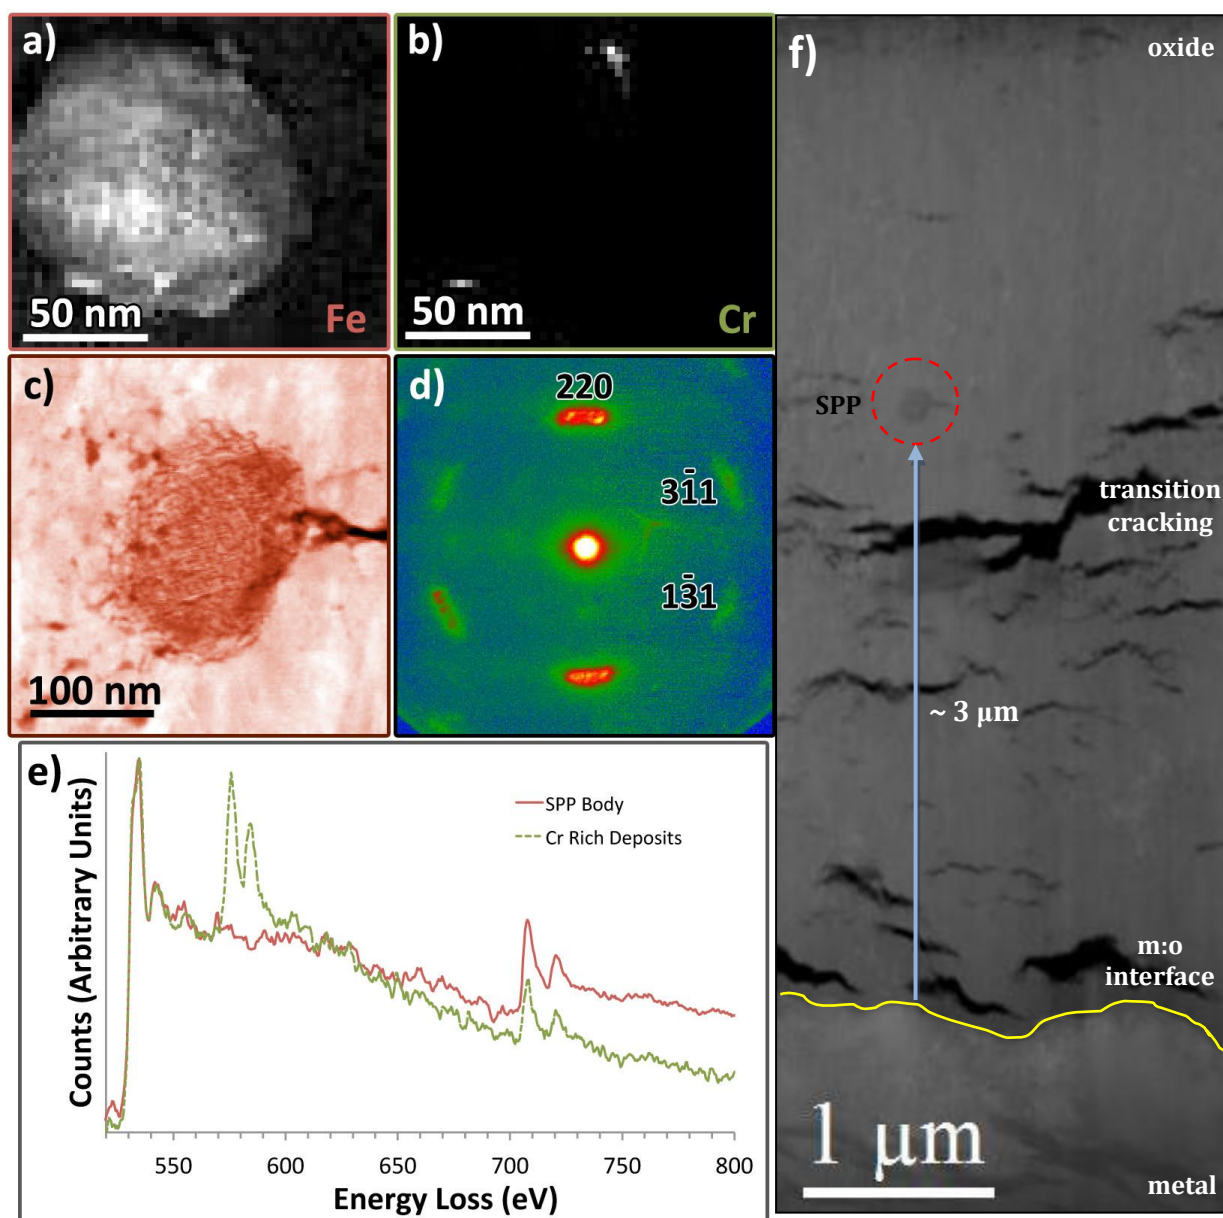 a)
50 nm
Fe
b)
50 nm
Cr
c)
100 nm
d)
220
31̄1
13̄1
e)
Counts (Arbitrary Units)
SPP Body
Cr Rich Deposits
550
600
650
700
750
800
Energy Loss (eV)
f)
oxide
SPP
transition
cracking
~ 3 μm
m:o
interface
1 μm
metal